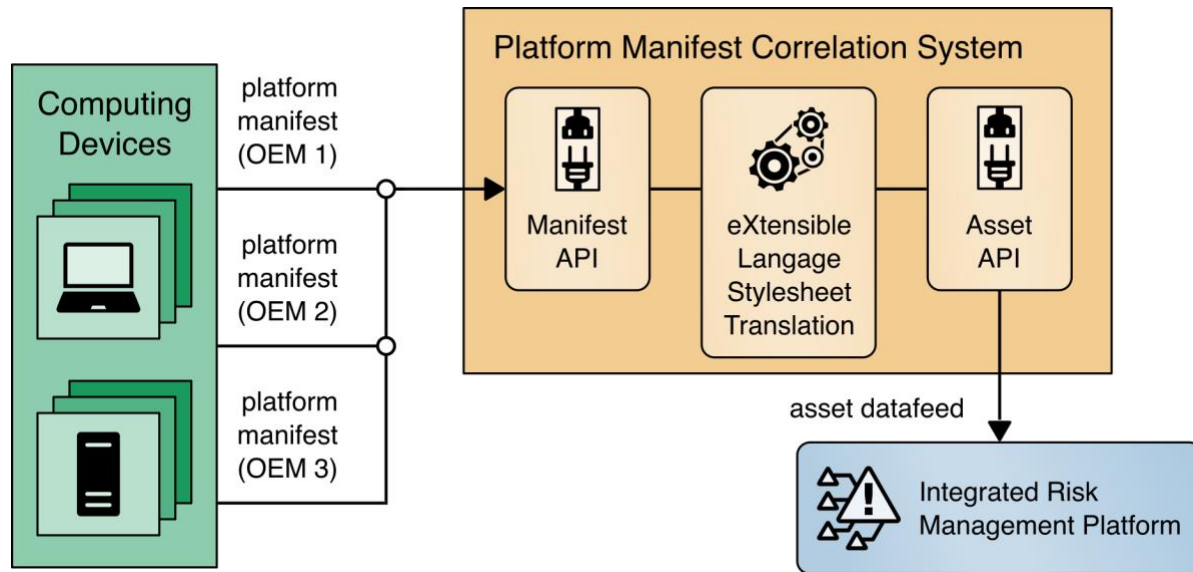 Platform Manifest Correlation System
Computing
Devices
platform
manifest
(OEM 1)
platform
manifest
(OEM 2)
platform
manifest
(OEM 3)
Manifest
API
eXtensible
Langage
Stylesheet
Translation
Asset
API
asset datafeed
Integrated Risk
Management Platform